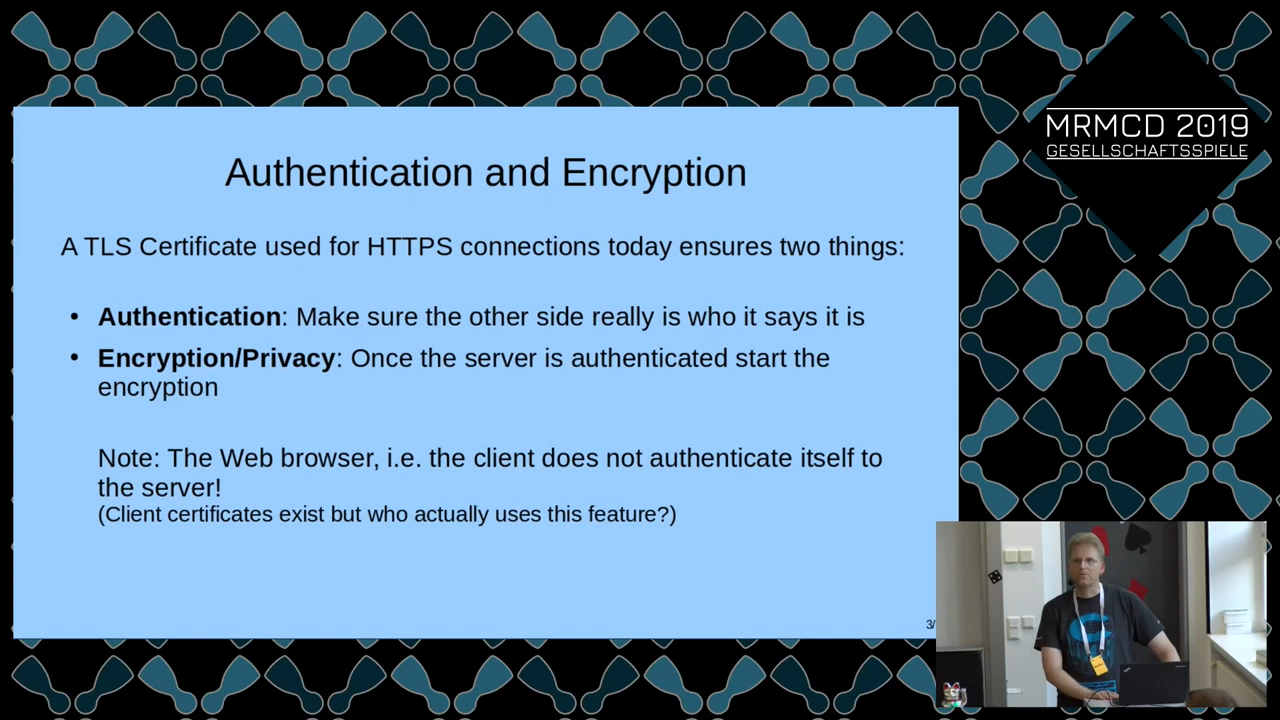 MRMCD 2019
GESELLSCHAFTSSPIELE
Authentication and Encryption
A TLS Certificate used for HTTPS connections today ensures two things:
• Authentication: Make sure the other side really is who it says it is
• Encryption/Privacy: Once the server is authenticated start the
encryption
Note: The Web browser, i.e. the client does not authenticate itself to
the server!
(Client certificates exist but who actually uses this feature?)
3/